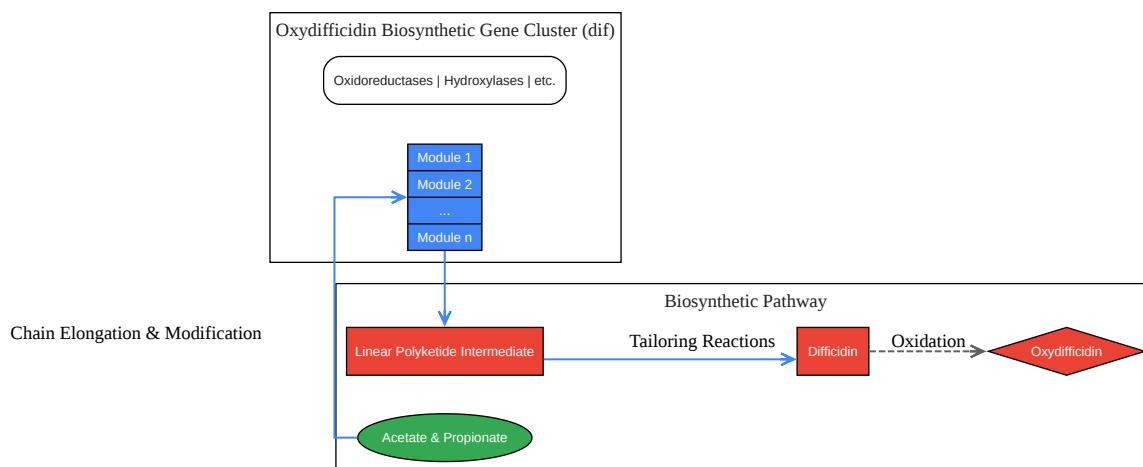 Oxydifficidin Biosynthetic Gene Cluster (dif)
Oxidoreductases | Hydroxylases | etc.
Module 1
Module 2
...
Module n
Biosynthetic Pathway
Chain Elongation & Modification
Linear Polyketide Intermediate
Tailoring Reactions
Difficidin
Oxidation
Oxydifficidin
Acetate & Propionate